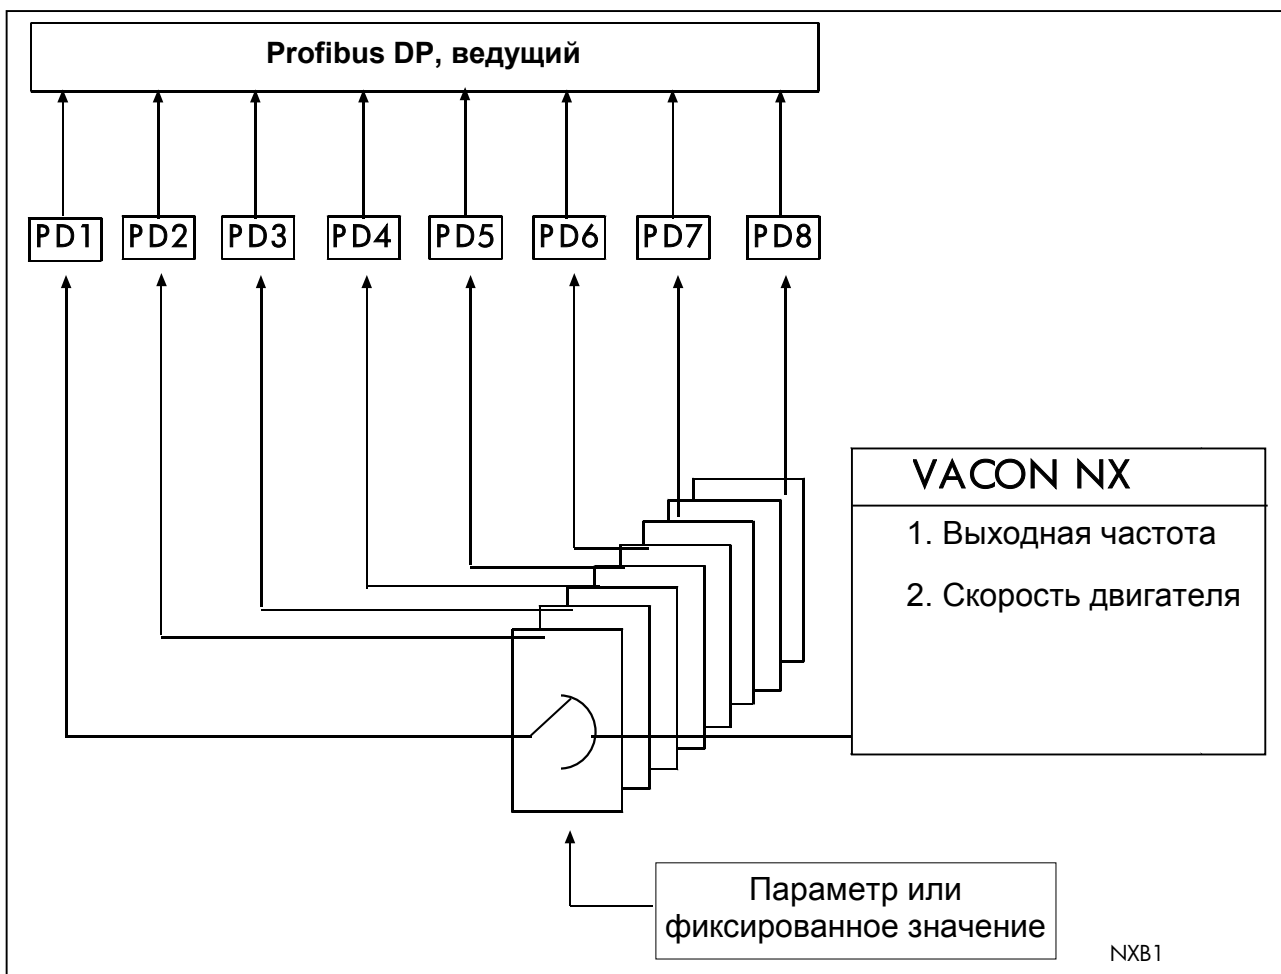 Profibus DP, ведущий
PD1 PD2 PD3 PD4 PD5 PD6 PD7 PD8
VACON NX
1. Выходная частота
2. Скорость двигателя
Параметр или
фиксированное значение
NXB1